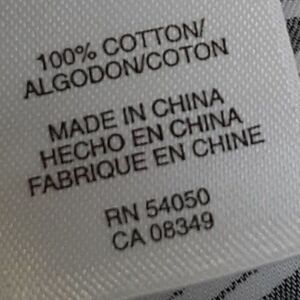 100% COTTON/
ALGODON/COTON
MADE IN CHINA
HECHO EN CHINA
FABRIQUE EN CHINE
RN 54050
CA 08349